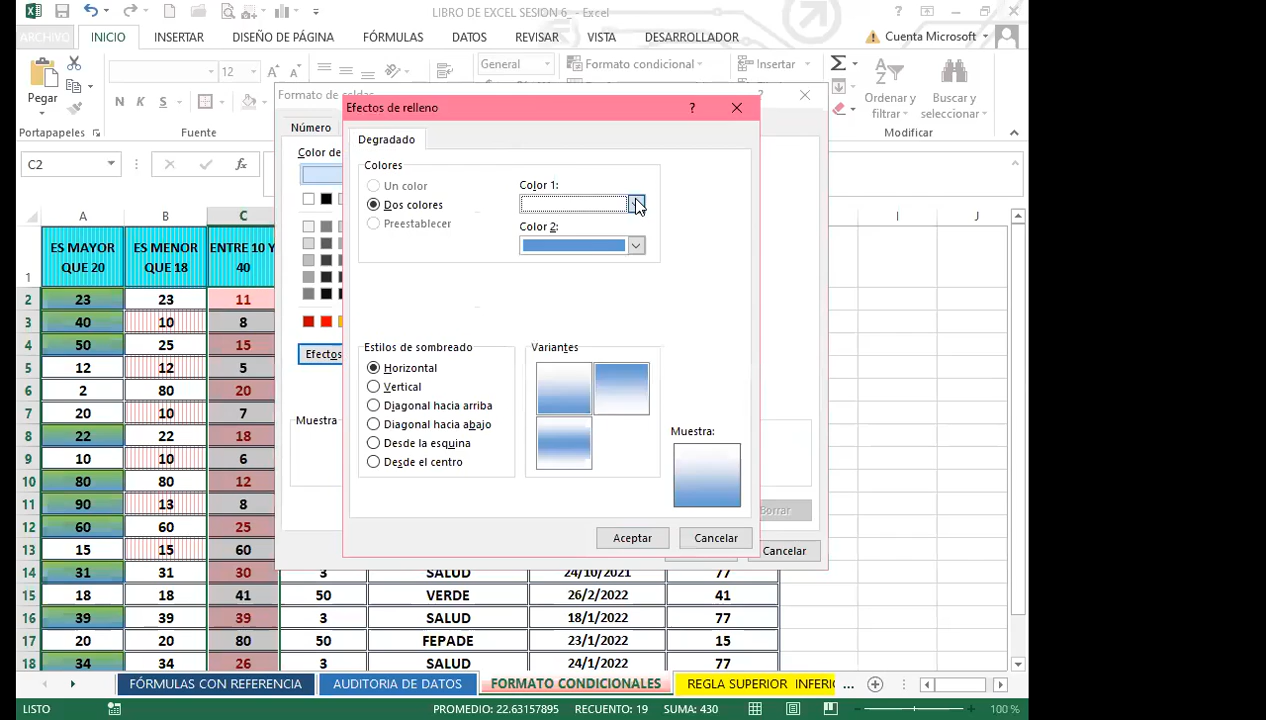 LIBRO DE EXCEL SESION 6_ - Excel
ARCHIVO INICIO INSERTAR DISEÑO DE PÁGINA FÓRMULAS DATOS REVISAR VISTA DESARROLLADOR Cuenta Microsoft
Pegar
12
General
Formato condicional
Insertar
Ordenar y filtrar
Buscar y seleccionar
N K S
Portapapeles Fuente Modificar
C2
Formato de celdas
Número
Color de
Efectos
Muestra
Borrar
Cancelar
Efectos de relleno ?
Degradado
Colores
Un color
Dos colores
Preestablecer
Color 1:
Color 2:
Estilos de sombreado
Horizontal
Vertical
Diagonal hacia arriba
Diagonal hacia abajo
Desde la esquina
Desde el centro
Variantes
Muestra:
Aceptar Cancelar
A B C I J
1 ES MAYOR QUE 20 ES MENOR QUE 18 ENTRE 10 Y 40
2 23 23 11
3 40 10 8
4 50 25 15
5 12 12 5
6 2 80 20
7 20 10 7
8 22 22 18
9 10 10 6
10 80 80 12
11 90 13 8
12 60 60 25
13 15 15 60
14 31 31 30 3 SALUD 24/10/2021 77
15 18 18 41 50 VERDE 26/2/2022 41
16 39 39 39 3 SALUD 18/1/2022 77
17 20 20 80 50 FEPADE 23/1/2022 15
18 34 34 26 3 SALUD 24/1/2022 77
FÓRMULAS CON REFERENCIA AUDITORIA DE DATOS FORMATO CONDICIONALES REGLA SUPERIOR INFERIO ...
LISTO PROMEDIO: 22.63157895 RECUENTO: 19 SUMA: 430 100 %